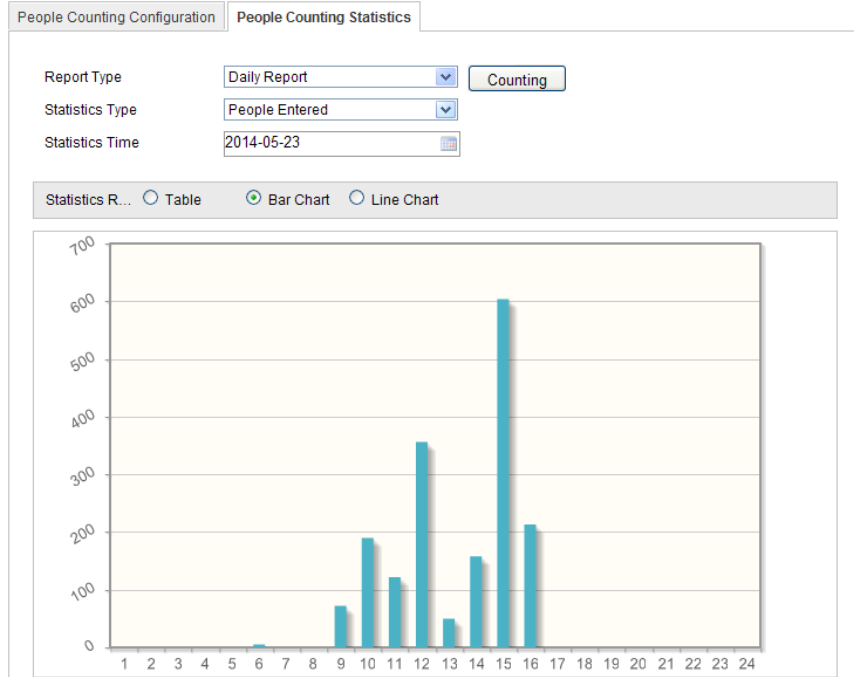 People Counting Configuration People Counting Statistics
Report Type Daily Report Counting
Statistics Type People Entered
Statistics Time 2014-05-23
Statistics R... Table Bar Chart Line Chart
700
600
500
400
300
200
100
0
1 2 3 4 5 6 7 8 9 10 11 12 13 14 15 16 17 18 19 20 21 22 23 24